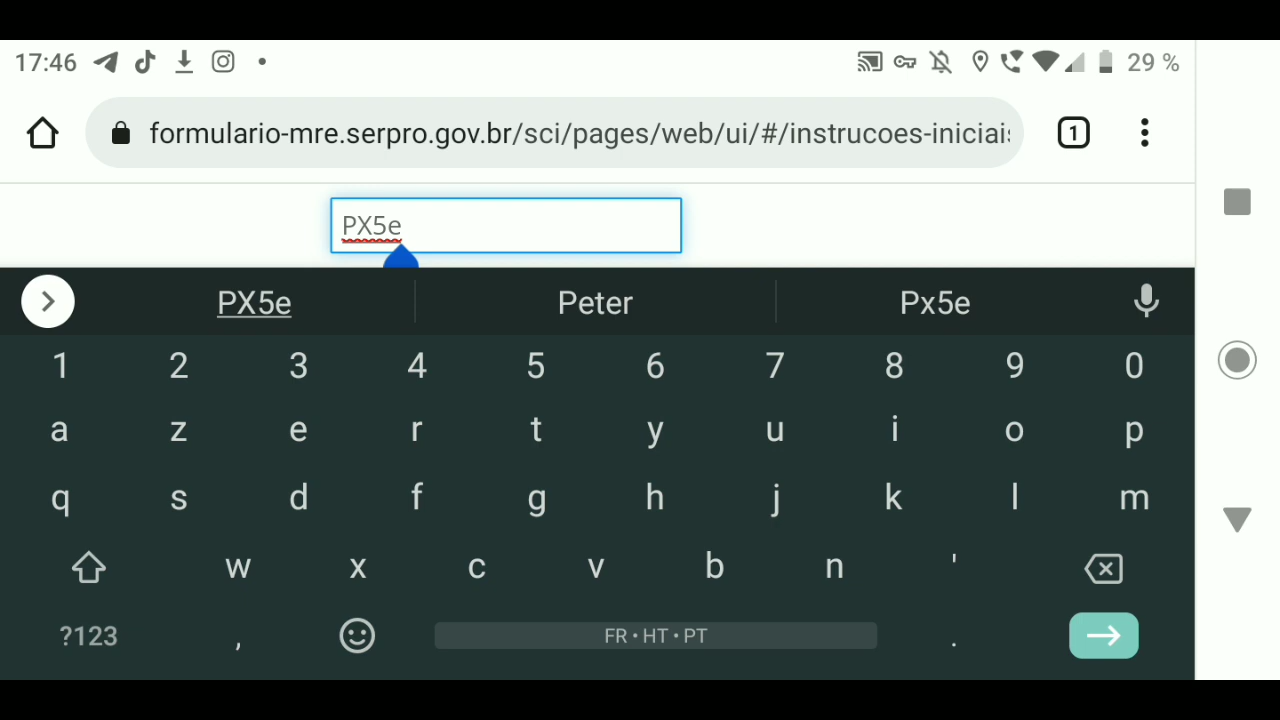 17:46 29 %
formulario-mre.serpro.gov.br/sci/pages/web/ui/#/instrucoes-iniciais
1
PX5e
PX5e Peter Px5e
1 2 3 4 5 6 7 8 9 0
a z e r t y u i o p
q s d f g h j k l m
w x c v b n '
?123 , FR • HT • PT .